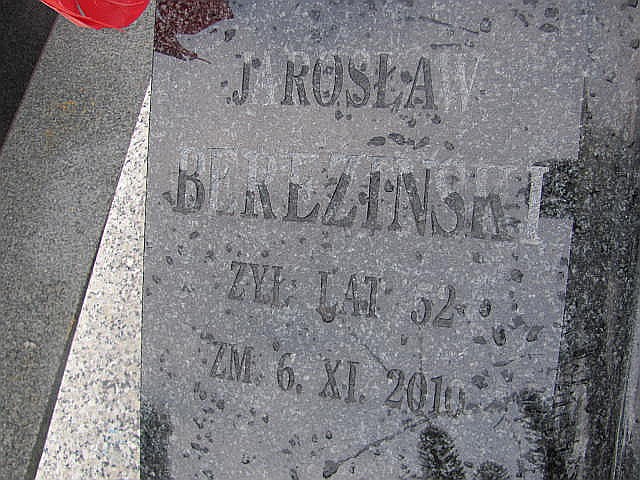 JAROSŁAW
BEREZIŃSKI
ŻYŁ LAT 52
ZM. 6. XI. 2010